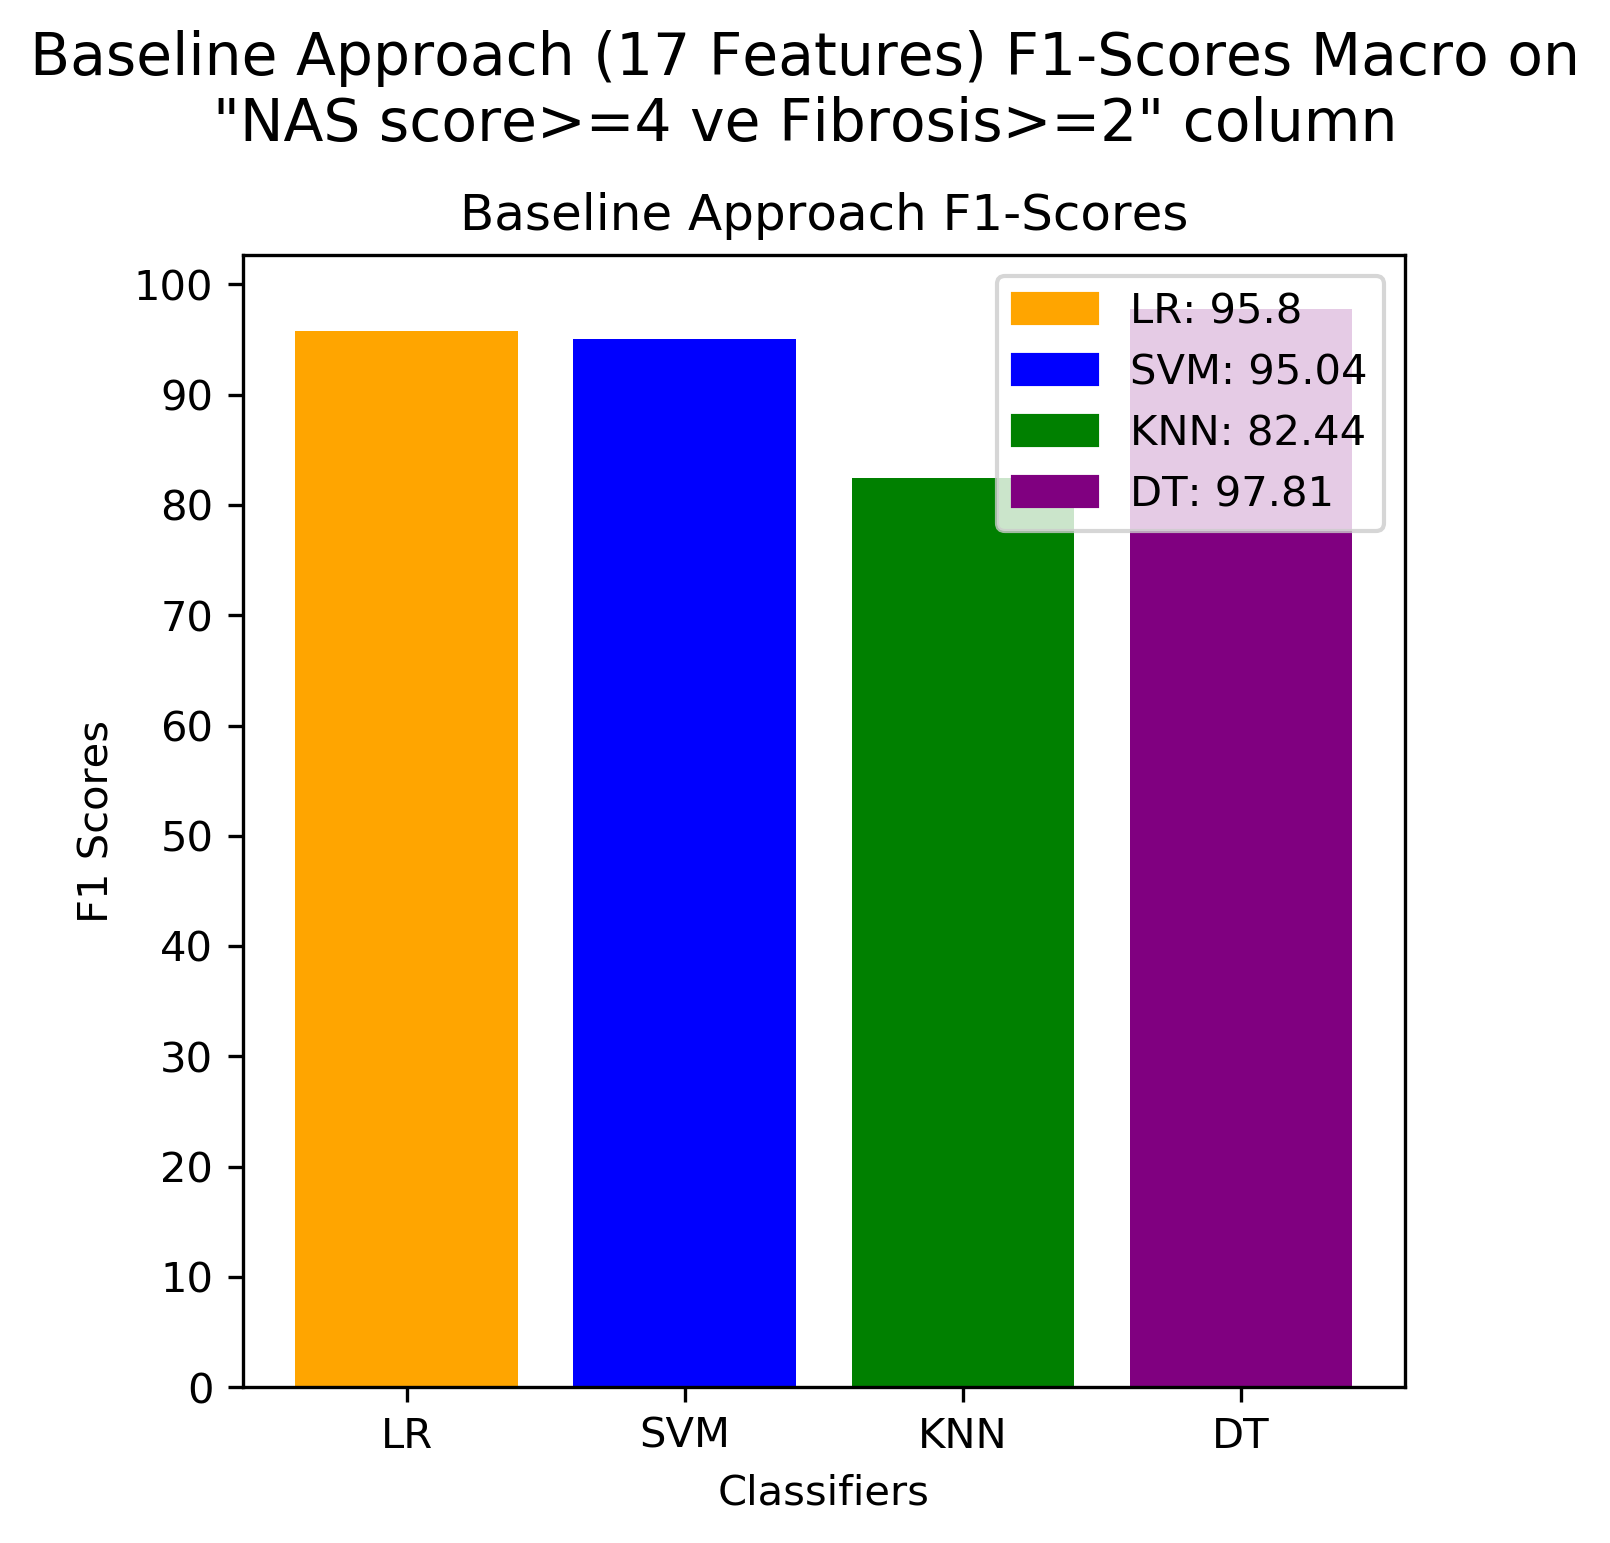 Baseline Approach (17 Features) F1-Scores Macro on
"NAS score>=4 ve Fibrosis>=2" column
Baseline Approach F1-Scores
LR: 95.8
SVM: 95.04
KNN: 82.44
DT: 97.81
100
90
80
70
60
50
40
30
20
10
0
F1 Scores
LR SVM KNN DT
Classifiers